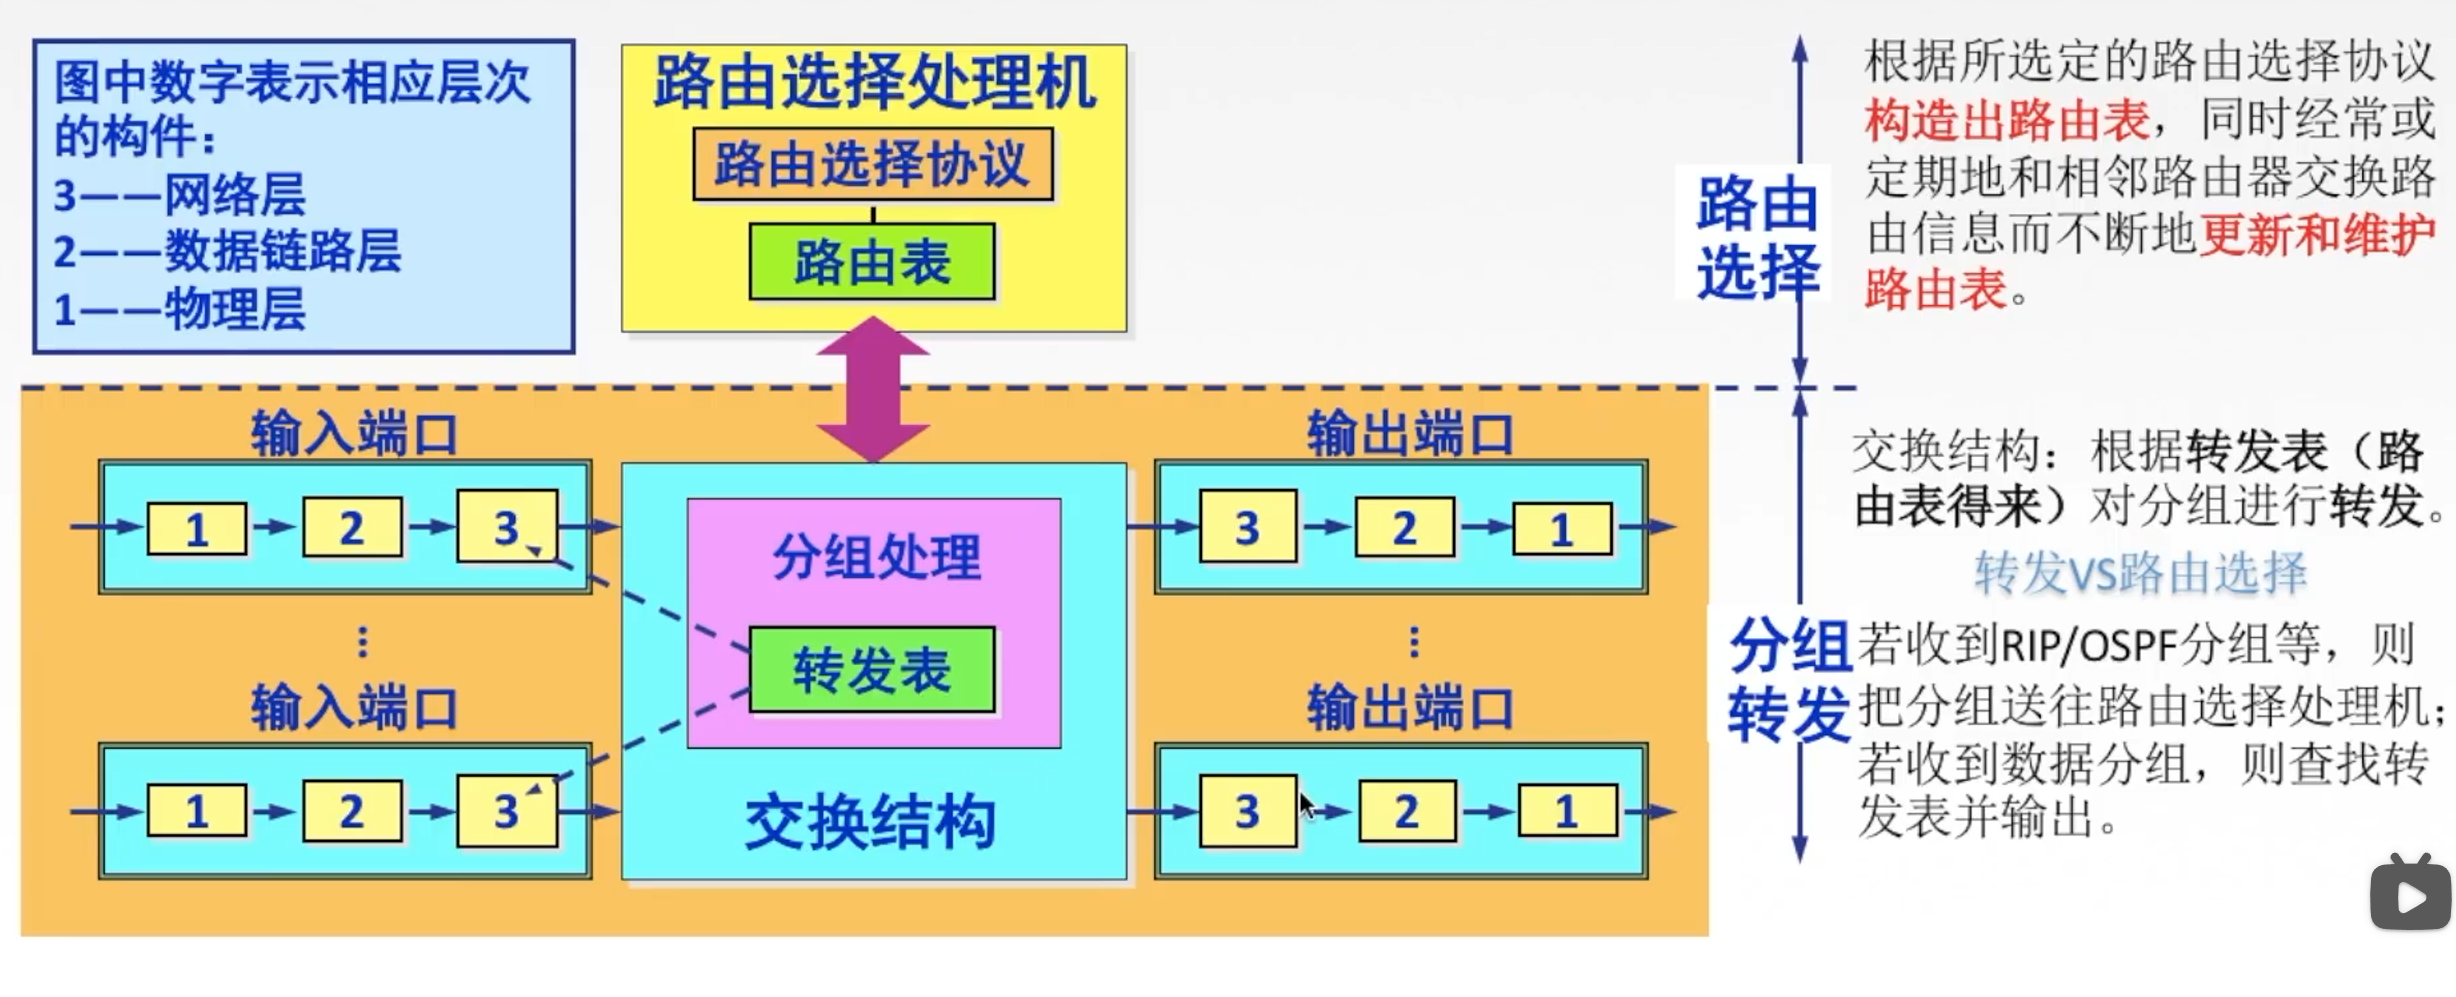 图中数字表示相应层次
的构件：
3——网络层
2——数据链路层
1——物理层
路由选择处理机
路由选择协议
路由表
路由
选择
根据所选定的路由选择协议
构造出路由表，同时经常或
定期地和相邻路由器交换路
由信息而不断地更新和维护
路由表。
输入端口
1
2
3
输入端口
1
2
3
分组处理
转发表
交换结构
输出端口
3
2
1
输出端口
3
2
1
分组
转发
交换结构：根据转发表（路
由表得来）对分组进行转发。
转发VS路由选择
若收到RIP/OSPF分组等，则
把分组送往路由选择处理机；
若收到数据分组，则查找转
发表并输出。